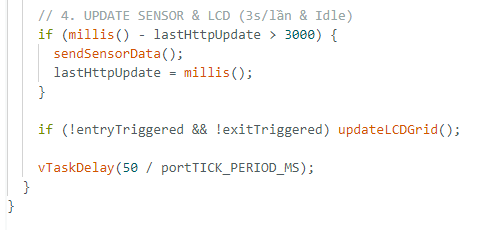 // 4. UPDATE SENSOR & LCD (3s/lần & Idle)
if (millis() - lastHttpUpdate > 3000) {
sendSensorData();
lastHttpUpdate = millis();
}
if (!entryTriggered && !exitTriggered) updateLCDGrid();
vTaskDelay(50 / portTICK_PERIOD_MS);
}
}